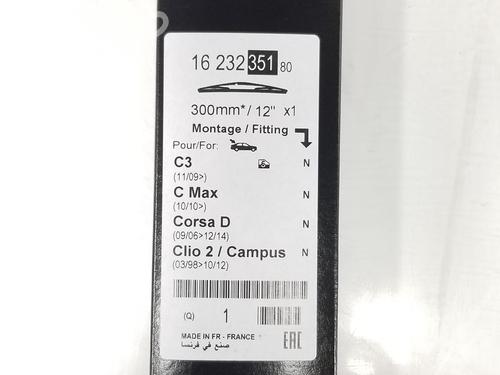 16 232 351 80
300mm*/ 12" x1
Montage / Fitting
Pour/For:
C3 N
(11/09>)
C Max N
(10/10>)
Corsa D N
(09/06>12/14)
Clio 2 / Campus N
(03/98>10/12)
(Q) 1
MADE IN FR - FRANCE
صنع في فرنسا
EAC